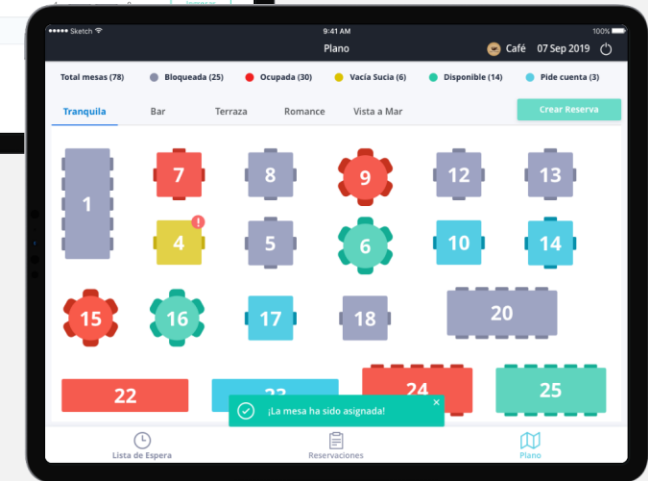 Sketch
9:41 AM
100%
Plano
Café
07 Sep 2019
Total mesas (78)
Bloqueada (25)
Ocupada (30)
Vacía Sucia (6)
Disponible (14)
Pide cuenta (3)
Tranquila
Bar
Terraza
Romance
Vista a Mar
Crear Reserva
1
7
8
9
12
13
4
!
5
6
10
14
15
16
17
18
20
22
23
24
25
¡La mesa ha sido asignada!
×
Lista de Espera
Reservaciones
Plano